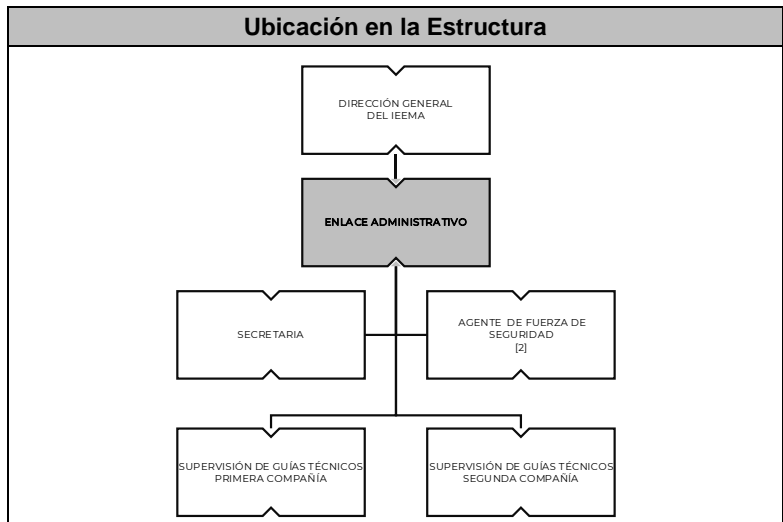 Ubicación en la Estructura
DIRECCIÓN GENERAL
DEL IEEMA
ENLACE ADMINISTRATIVO
SECRETARIA
AGENTE DE FUERZA DE
SEGURIDAD
[2]
SUPERVISIÓN DE GUÍAS TÉCNICOS
PRIMERA COMPAÑÍA
SUPERVISIÓN DE GUÍAS TÉCNICOS
SEGUNDA COMPAÑÍA